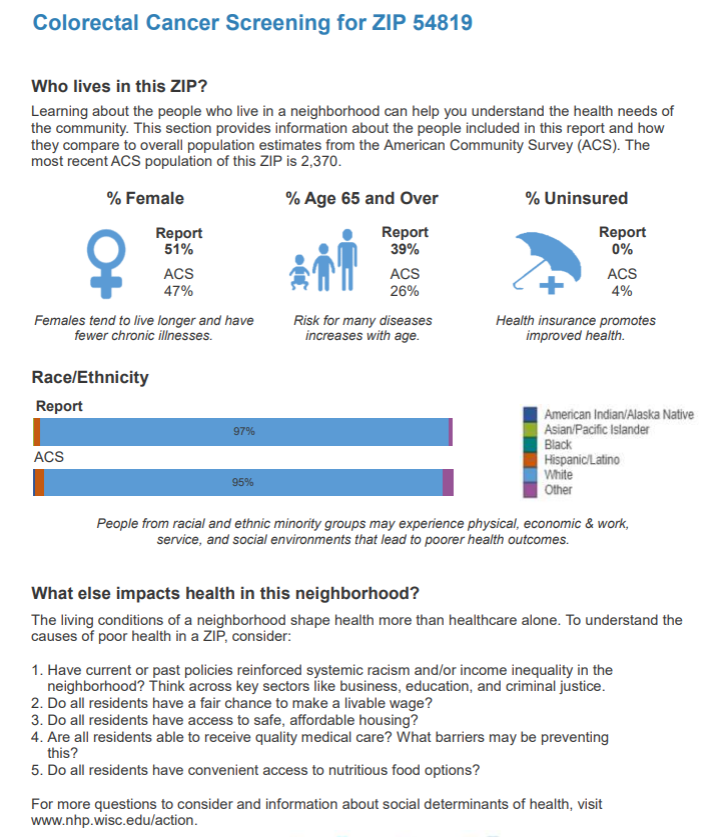 Colorectal Cancer Screening for ZIP 54819
Who lives in this ZIP?
Learning about the people who live in a neighborhood can help you understand the health needs of
the community. This section provides information about the people included in this report and how
they compare to overall population estimates from the American Community Survey (ACS). The
most recent ACS population of this ZIP is 2,370.
% Female
Report
51%
ACS
47%
Females tend to live longer and have
fewer chronic illnesses.
% Age 65 and Over
Report
39%
ACS
26%
Risk for many diseases
increases with age.
% Uninsured
Report
0%
ACS
4%
Health insurance promotes
improved health.
Race/Ethnicity
Report
97%
ACS
95%
American Indian/Alaska Native
Asian/Pacific Islander
Black
Hispanic/Latino
White
Other
People from racial and ethnic minority groups may experience physical, economic & work,
service, and social environments that lead to poorer health outcomes.
What else impacts health in this neighborhood?
The living conditions of a neighborhood shape health more than healthcare alone. To understand the
causes of poor health in a ZIP, consider:
1. Have current or past policies reinforced systemic racism and/or income inequality in the
neighborhood? Think across key sectors like business, education, and criminal justice.
2. Do all residents have a fair chance to make a livable wage?
3. Do all residents have access to safe, affordable housing?
4. Are all residents able to receive quality medical care? What barriers may be preventing
this?
5. Do all residents have convenient access to nutritious food options?
For more questions to consider and information about social determinants of health, visit
www.nhp.wisc.edu/action.